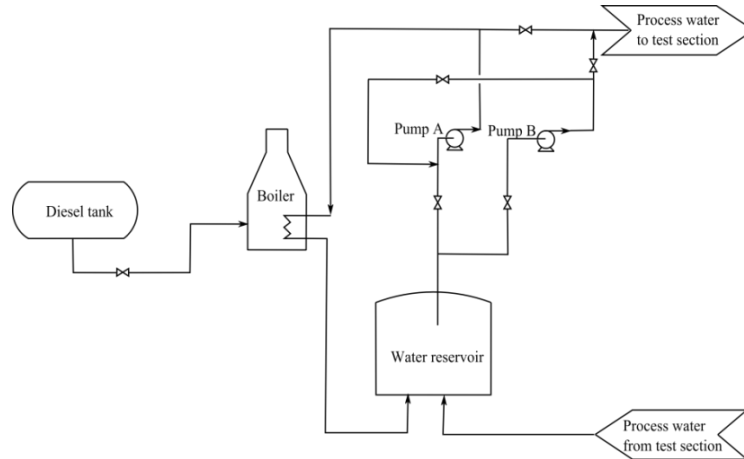 Process water
to test section
Pump A
Pump B
Boiler
Diesel tank
Water reservoir
Process water
from test section